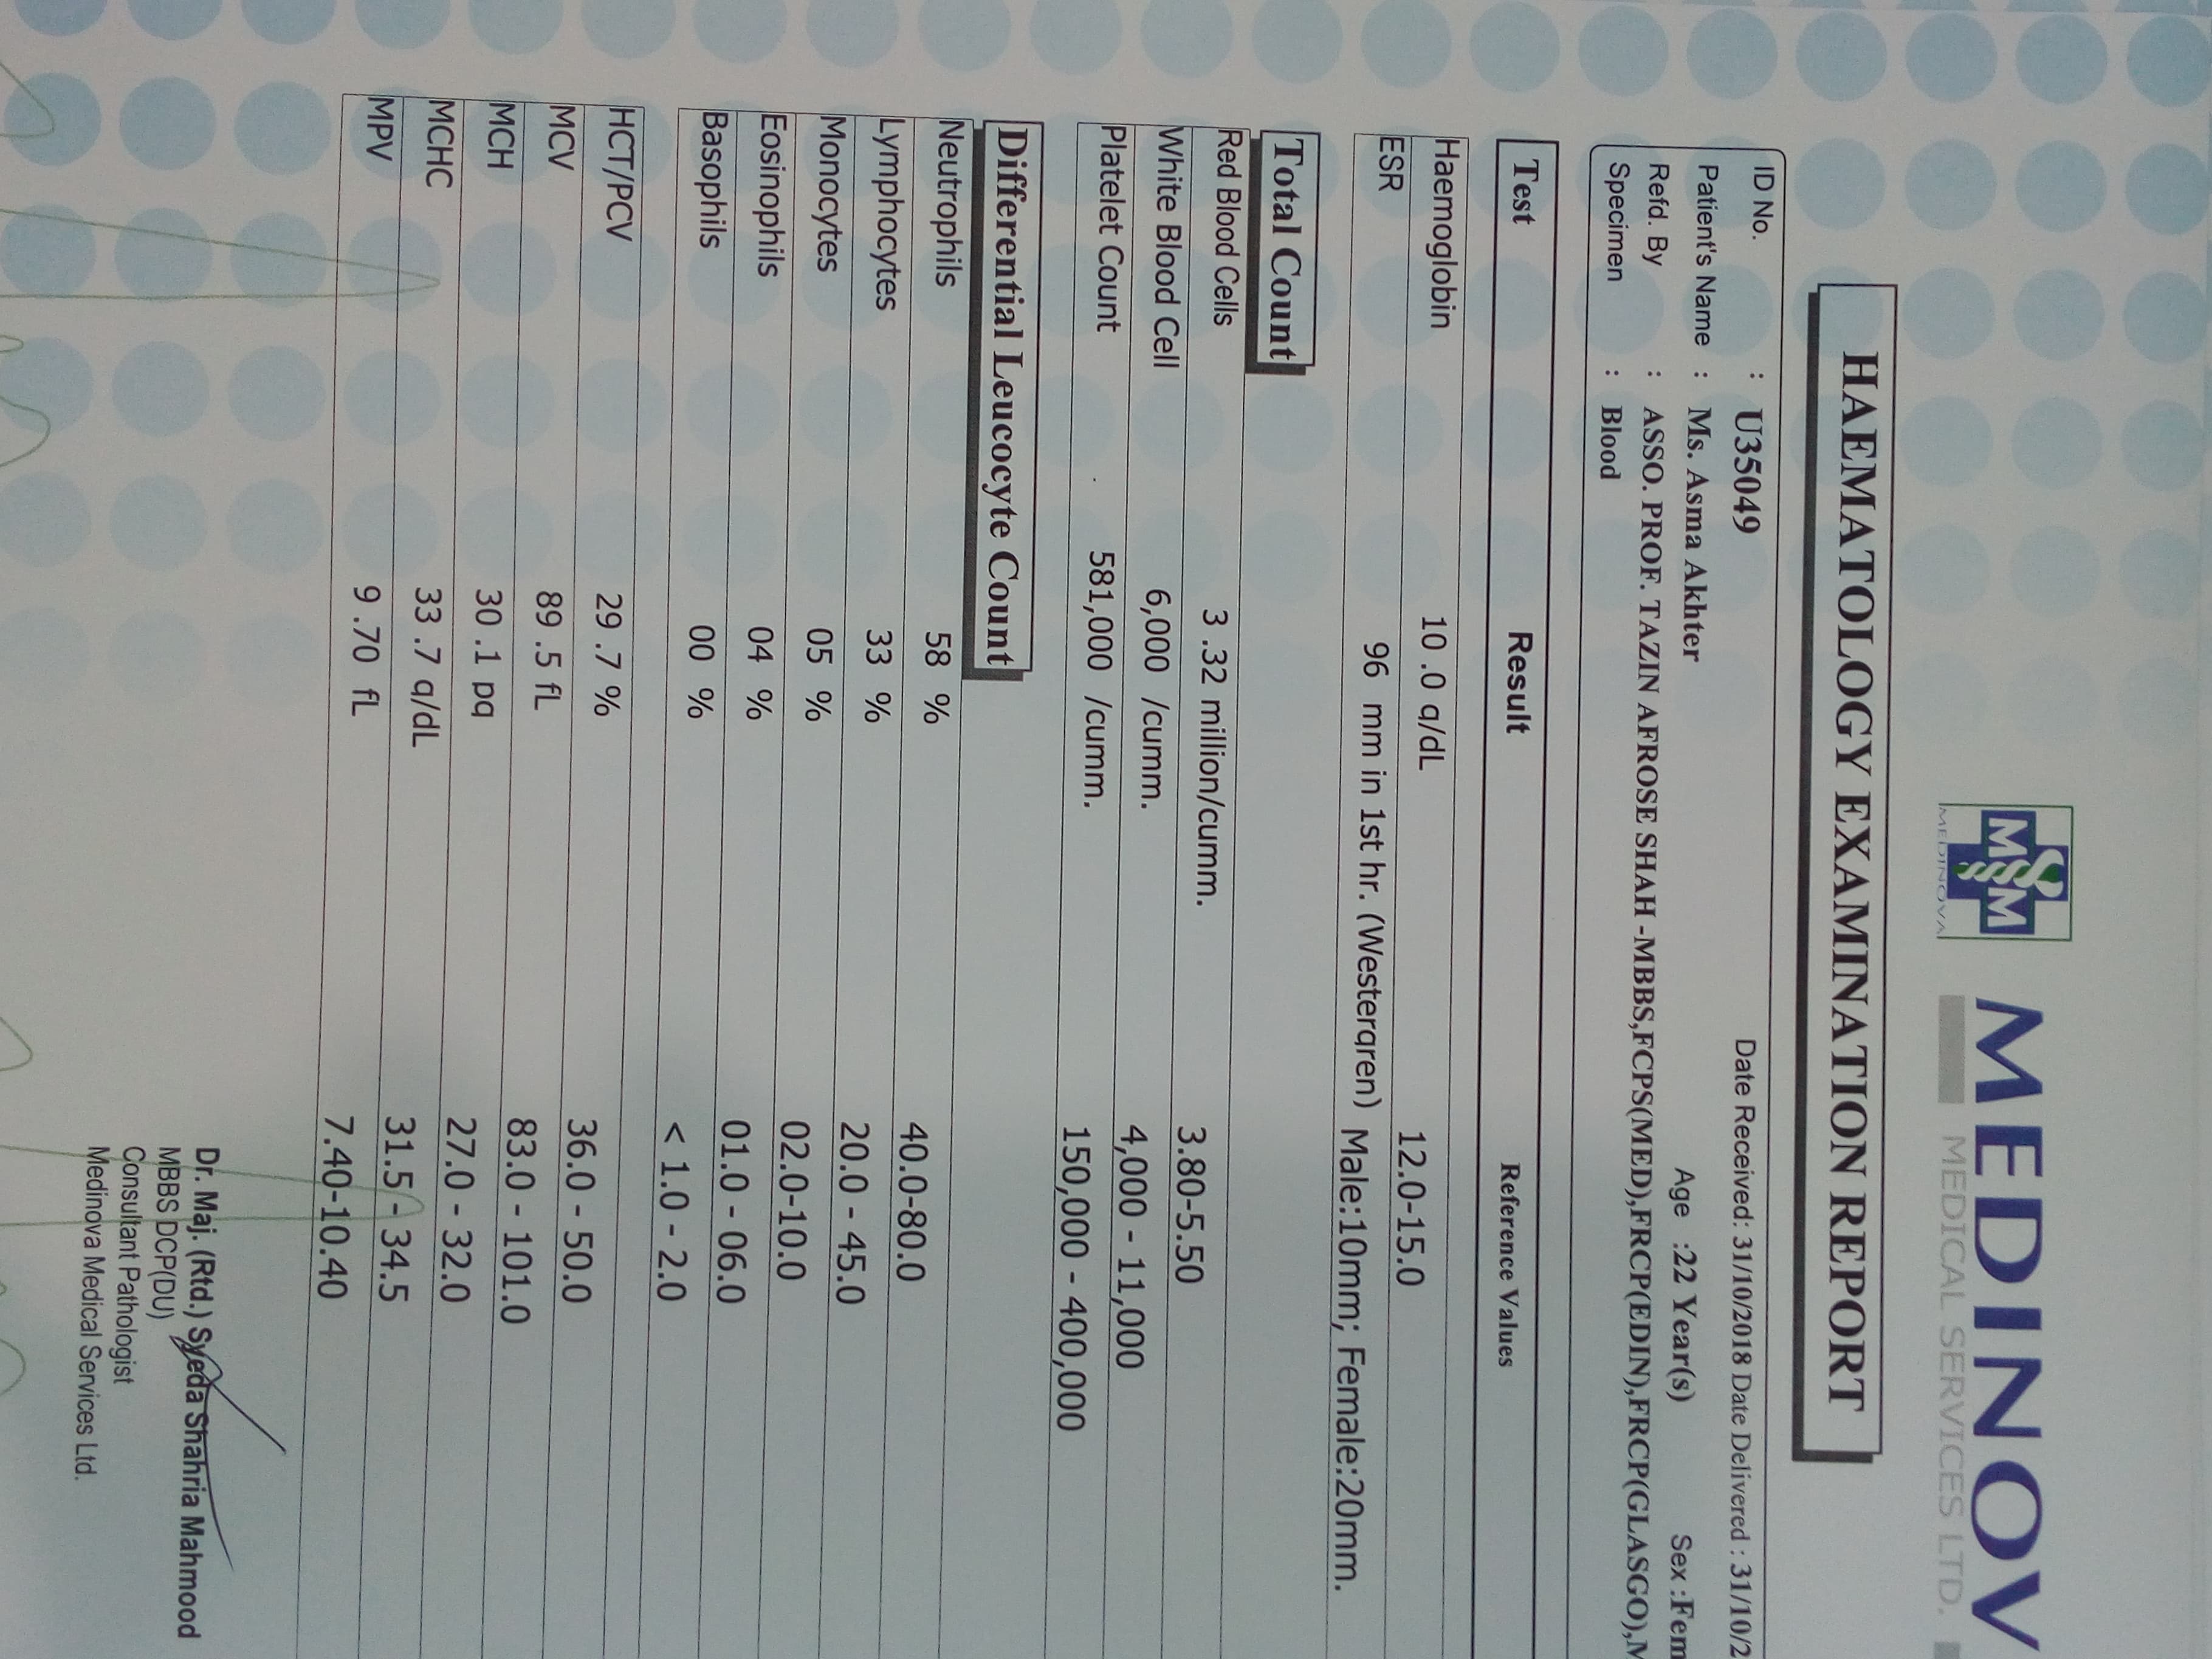 MEDINOV
MEDICAL SERVICES LTD.
MEDINOVA
HAEMATOLOGY EXAMINATION REPORT
ID No. : U35049 Date Received: 31/10/2018 Date Delivered : 31/10/2
Patient's Name : Ms. Asma Akhter Age :22 Year(s) Sex :Fem
Refd. By : ASSO. PROF. TAZIN AFROSE SHAH -MBBS,FCPS(MED),FRCP(EDIN),FRCP(GLASGO),M
Specimen : Blood
Test Result Reference Values
Haemoglobin 10 .0 g/dL 12.0-15.0
ESR 96 mm in 1st hr. (Westergren) Male:10mm; Female:20mm.
Total Count
Red Blood Cells 3 .32 million/cumm. 3.80-5.50
White Blood Cell 6,000 /cumm. 4,000 - 11,000
Platelet Count 581,000 /cumm. 150,000 - 400,000
Differential Leucocyte Count
Neutrophils 58 % 40.0-80.0
Lymphocytes 33 % 20.0 - 45.0
Monocytes 05 % 02.0-10.0
Eosinophils 04 % 01.0 - 06.0
Basophils 00 % < 1.0 - 2.0
HCT/PCV 29 .7 % 36.0 - 50.0
MCV 89 .5 fL 83.0 - 101.0
MCH 30 .1 pg 27.0 - 32.0
MCHC 33 .7 g/dL 31.5 - 34.5
MPV 9 .70 fL 7.40-10.40
Dr. Maj. (Rtd.) Syeda Shahria Mahmood
MBBS DCP(DU)
Consultant Pathologist
Medinova Medical Services Ltd.